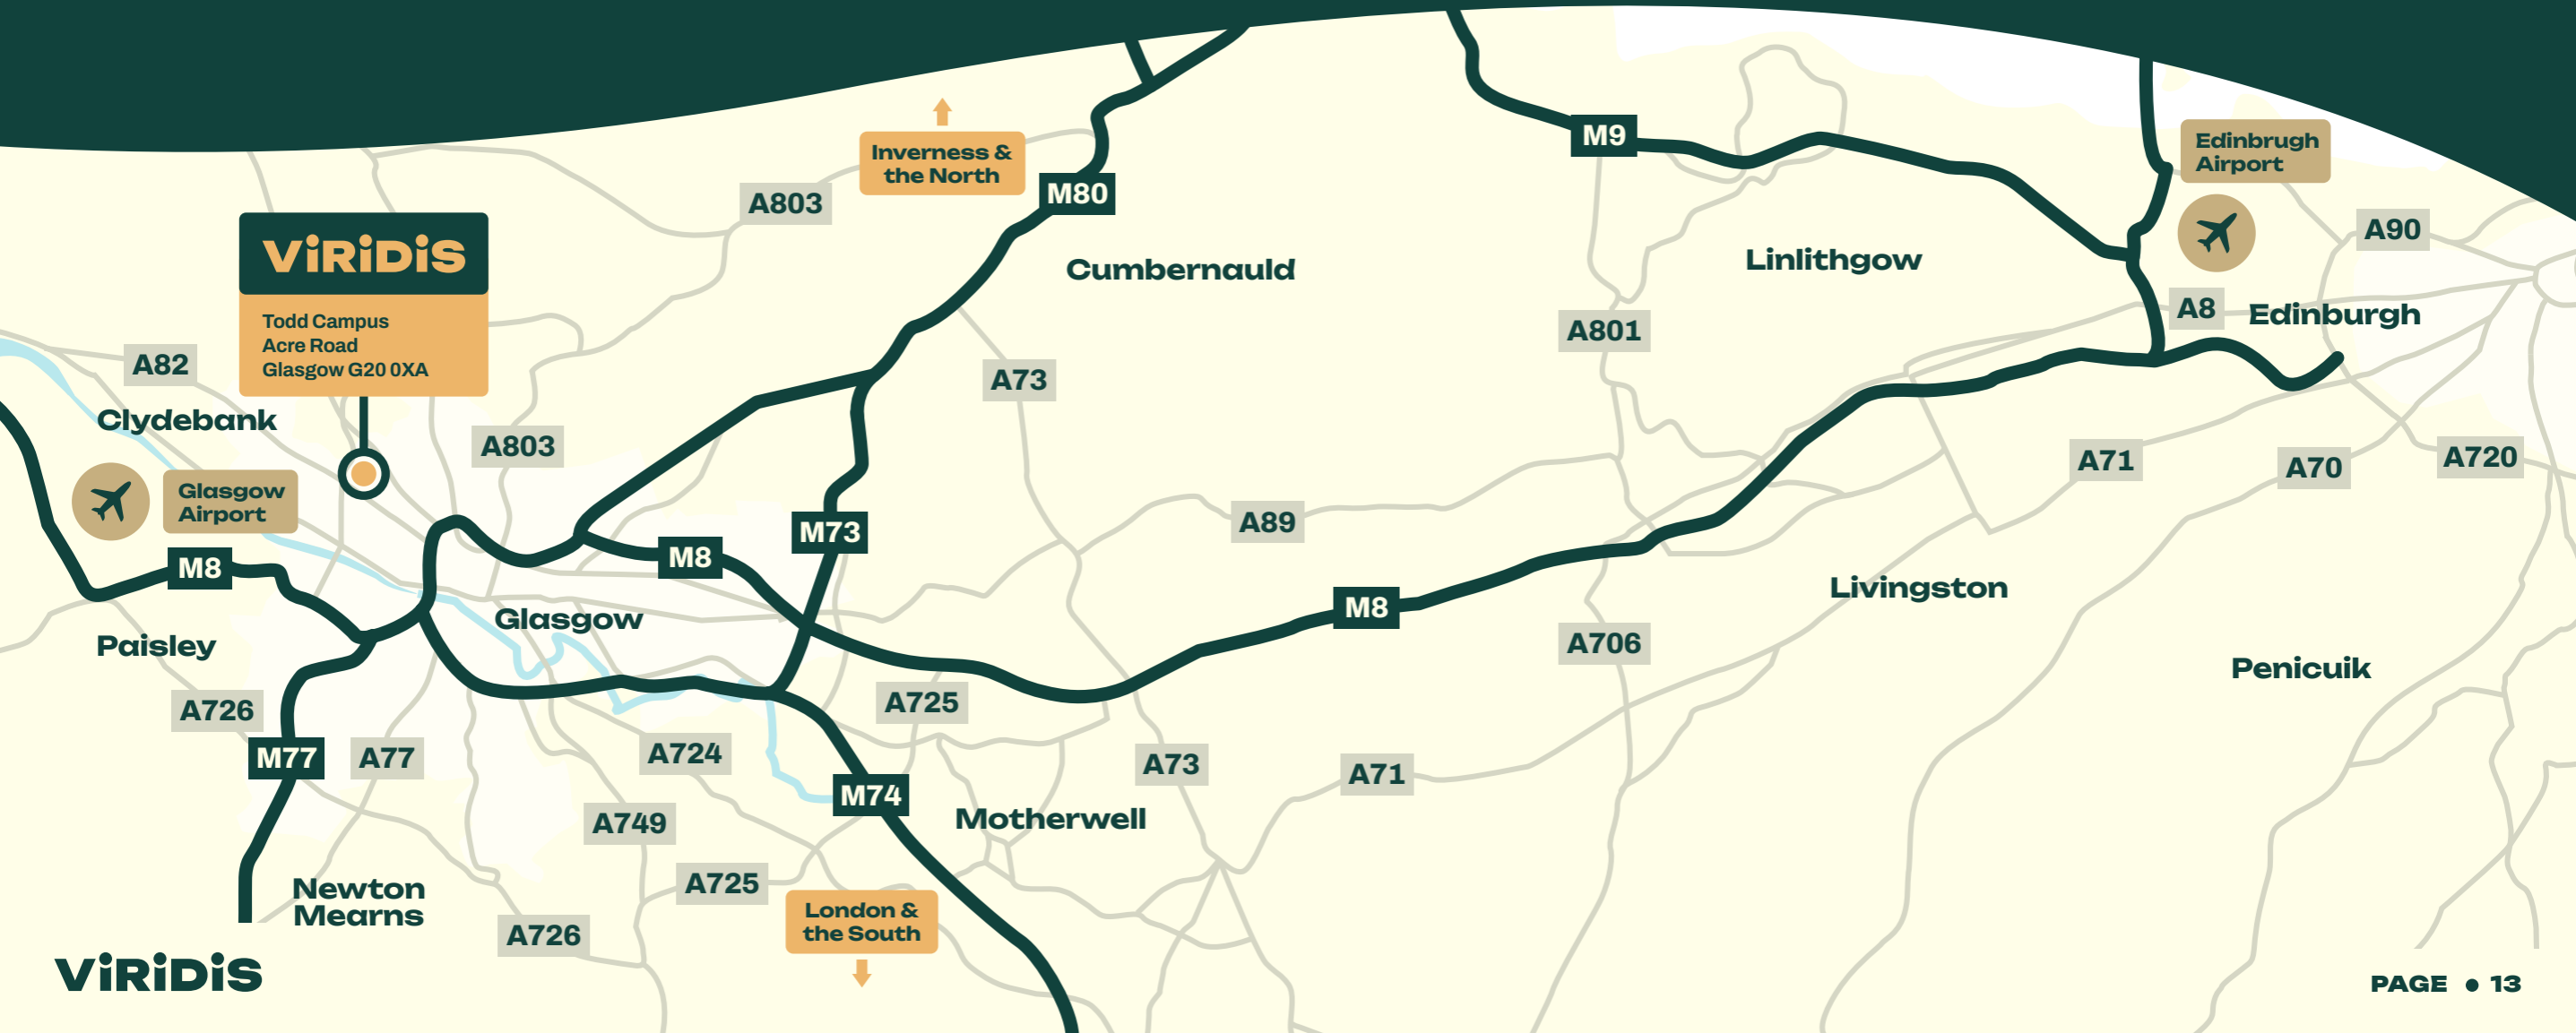 M9
Edinbrugh
Airport
Inverness &
the North
M80
A803
A90
ViRiDiS
Todd Campus
Acre Road
Glasgow G20 0XA
Cumbernauld
Linlithgow
A8
Edinburgh
A801
A82
A73
Clydebank
A803
A71
A70
A720
Glasgow
Airport
A89
M73
M8
M8
Livingston
M8
Glasgow
Paisley
A706
Penicuik
A726
A725
M77
A77
A724
A73
A71
M74
A749
Motherwell
A725
Newton
Mearns
London &
the South
A726
ViRiDiS
PAGE • 13